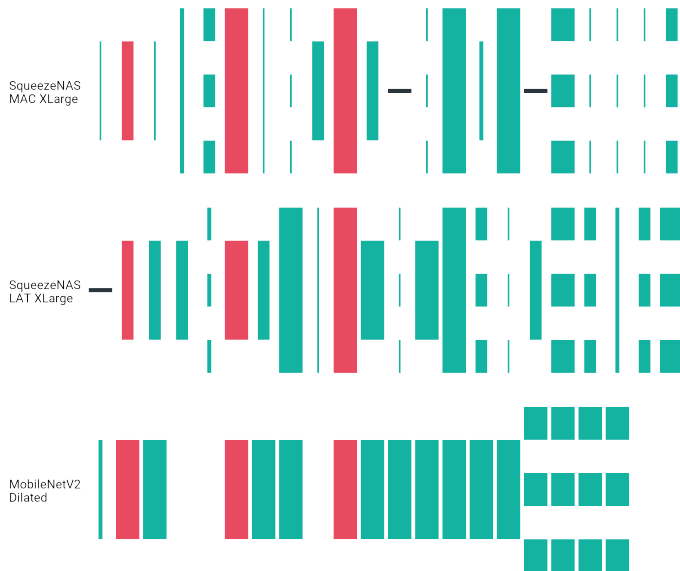 SqueezeNAS
MAC XLarge
SqueezeNAS
LAT XLarge
MobileNetV2
Dilated